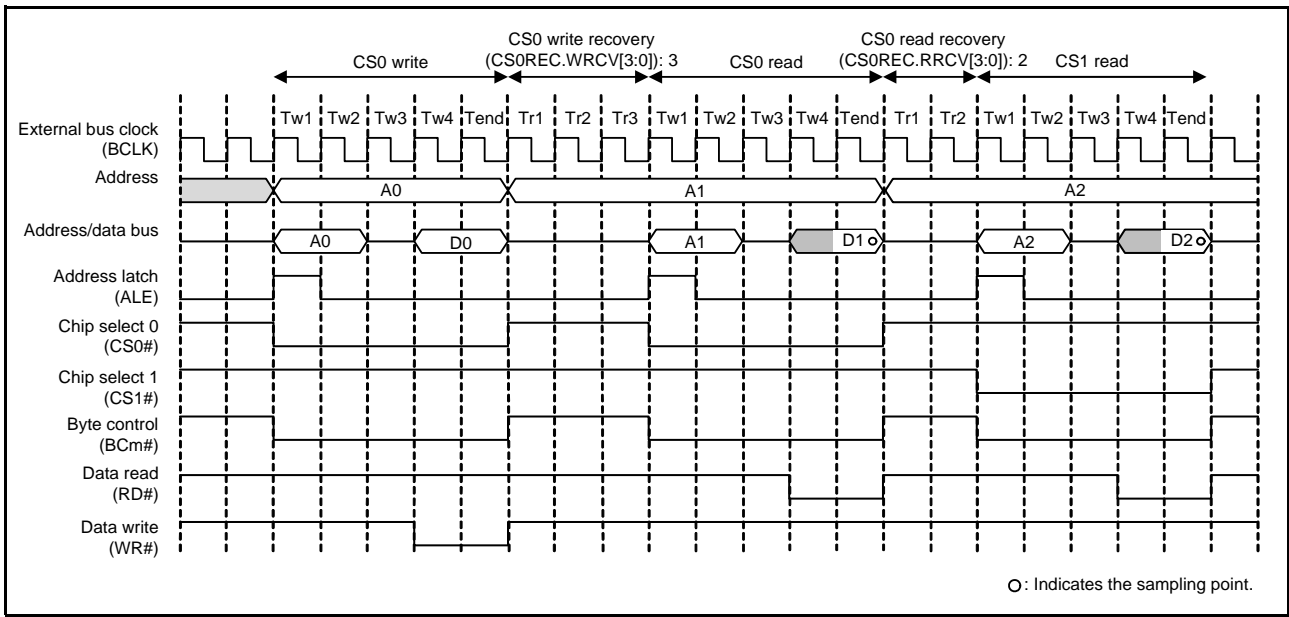 CS0 write
CS0 write recovery
(CS0REC.WRCV[3:0]): 3
CS0 read
CS0 read recovery
(CS0REC.RRCV[3:0]): 2
CS1 read
Tw1 Tw2 Tw3 Tw4 Tend Tr1 Tr2 Tr3 Tw1 Tw2 Tw3 Tw4 Tend Tr1 Tr2 Tw1 Tw2 Tw3 Tw4 Tend
External bus clock
(BCLK)
Address
A0 A1 A2
Address/data bus
A0 D0 A1 D1 A2 D2
Address latch
(ALE)
Chip select 0
(CS0#)
Chip select 1
(CS1#)
Byte control
(BCm#)
Data read
(RD#)
Data write
(WR#)
: Indicates the sampling point.